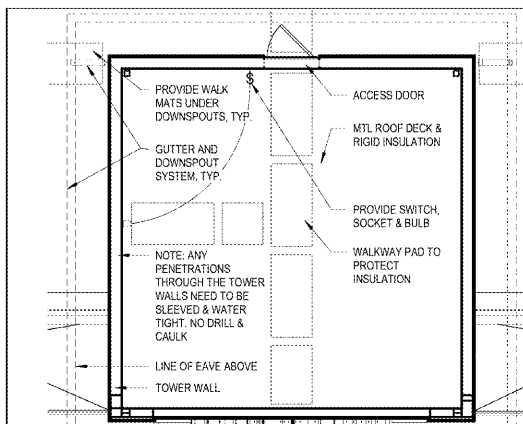 PROVIDE WALK
MATS UNDER
DOWNSPOUTS, TYP.
GUTTER AND
DOWNSPOUT
SYSTEM, TYP.
NOTE: ANY
PENETRATIONS
THROUGH THE TOWER
WALLS NEED TO BE
SLEEVED & WATER
TIGHT. NO DRILL &
CAULK
LINE OF EAVE ABOVE
TOWER WALL
$
ACCESS DOOR
MTL ROOF DECK &
RIGID INSULATION
PROVIDE SWITCH,
SOCKET & BULB
WALKWAY PAD TO
PROTECT
INSULATION